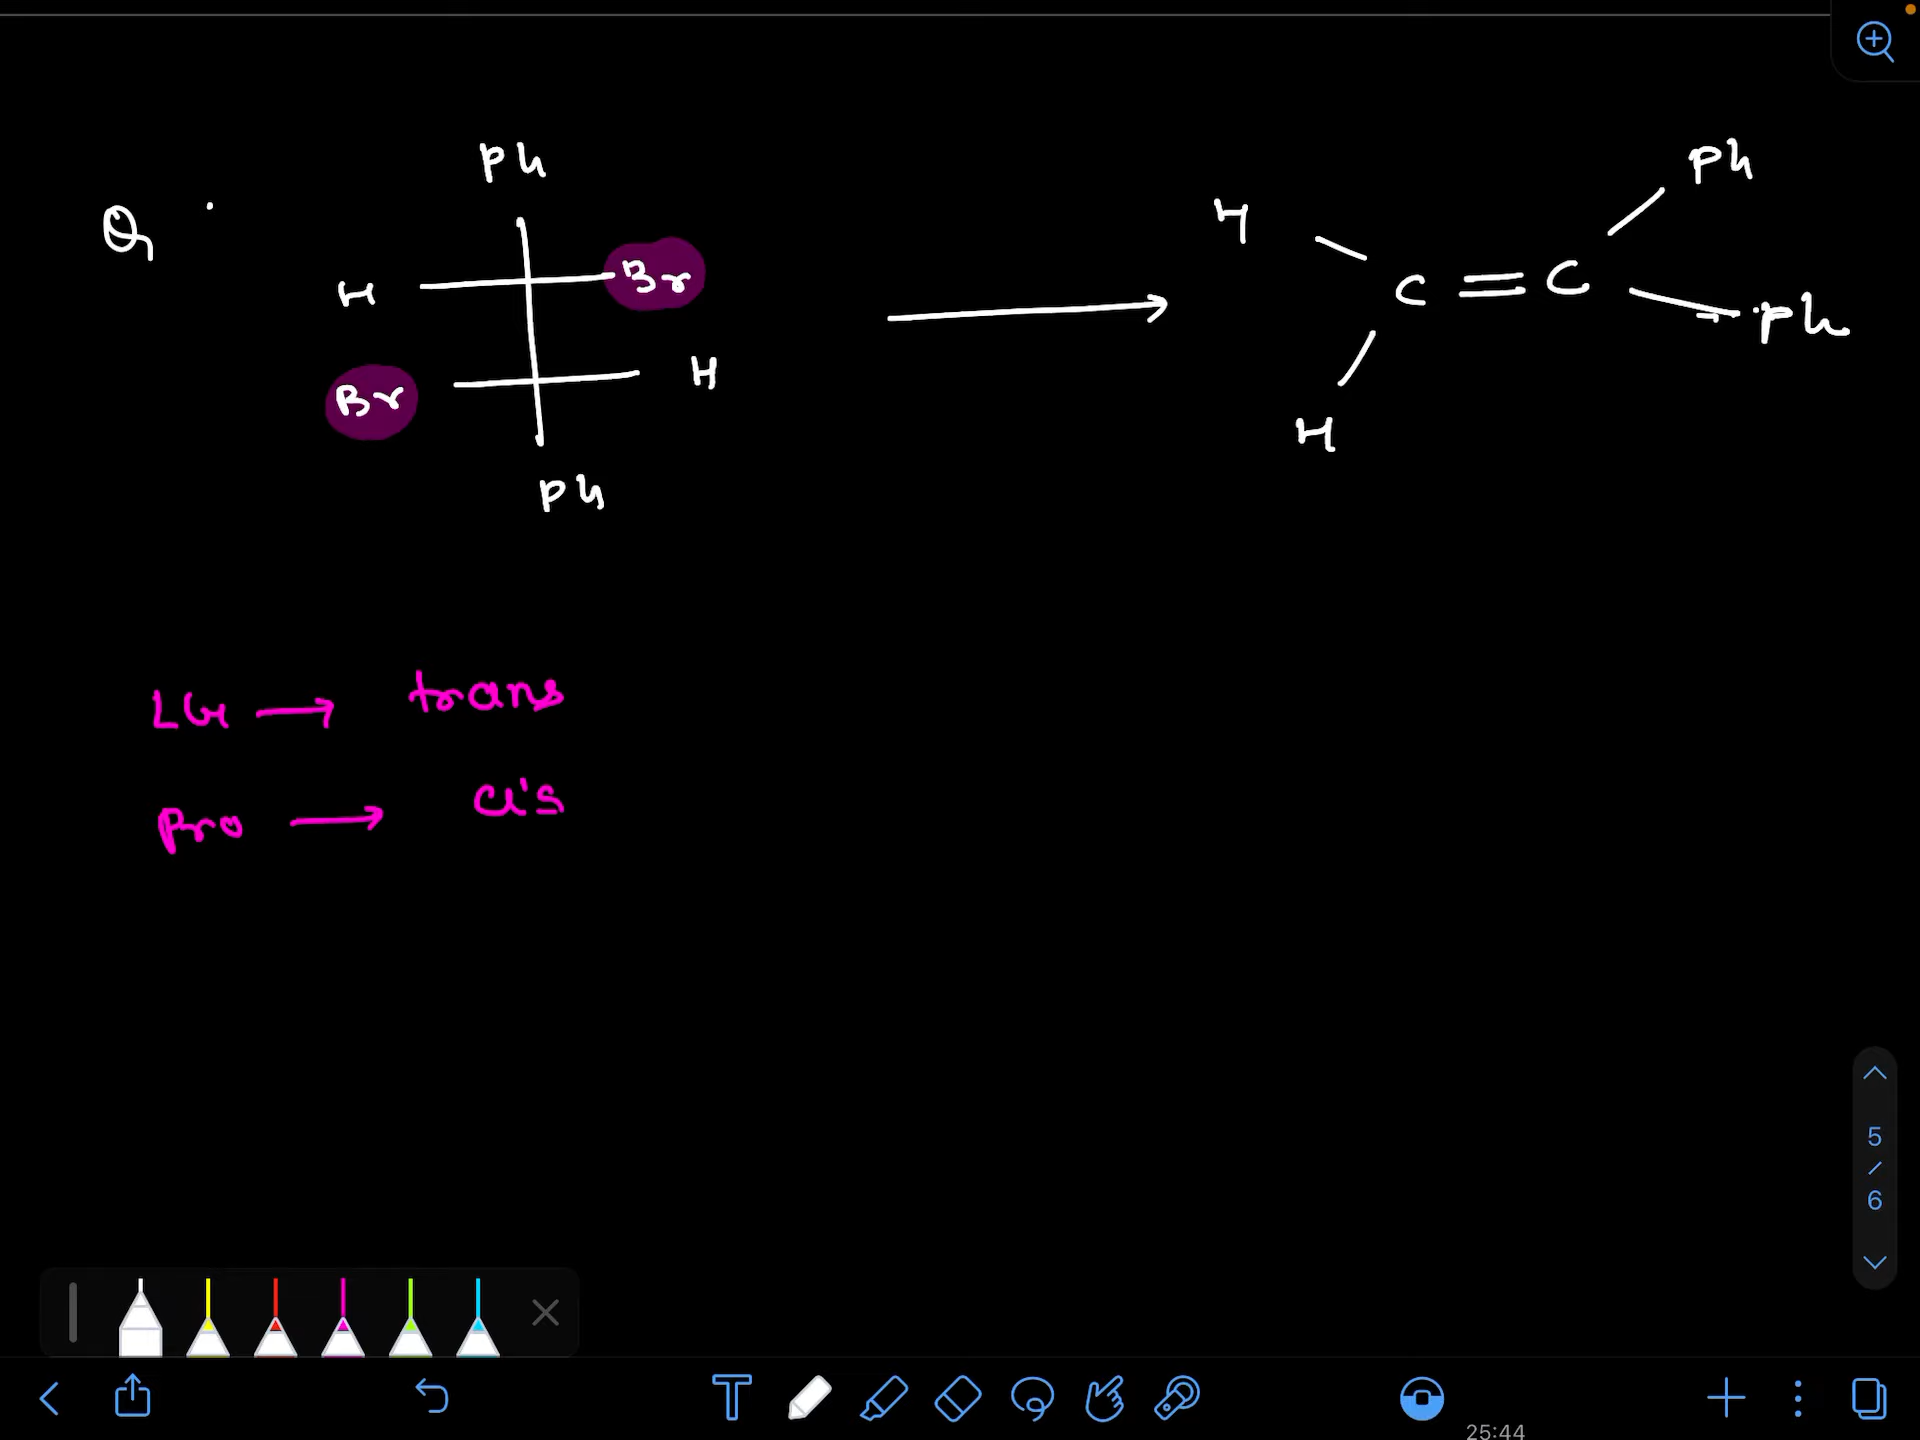 Ph
Q
H Br
Br H
Ph
H Ph
C = C Ph
H
LG → trans
Pro → cis
5
/
6
25:44